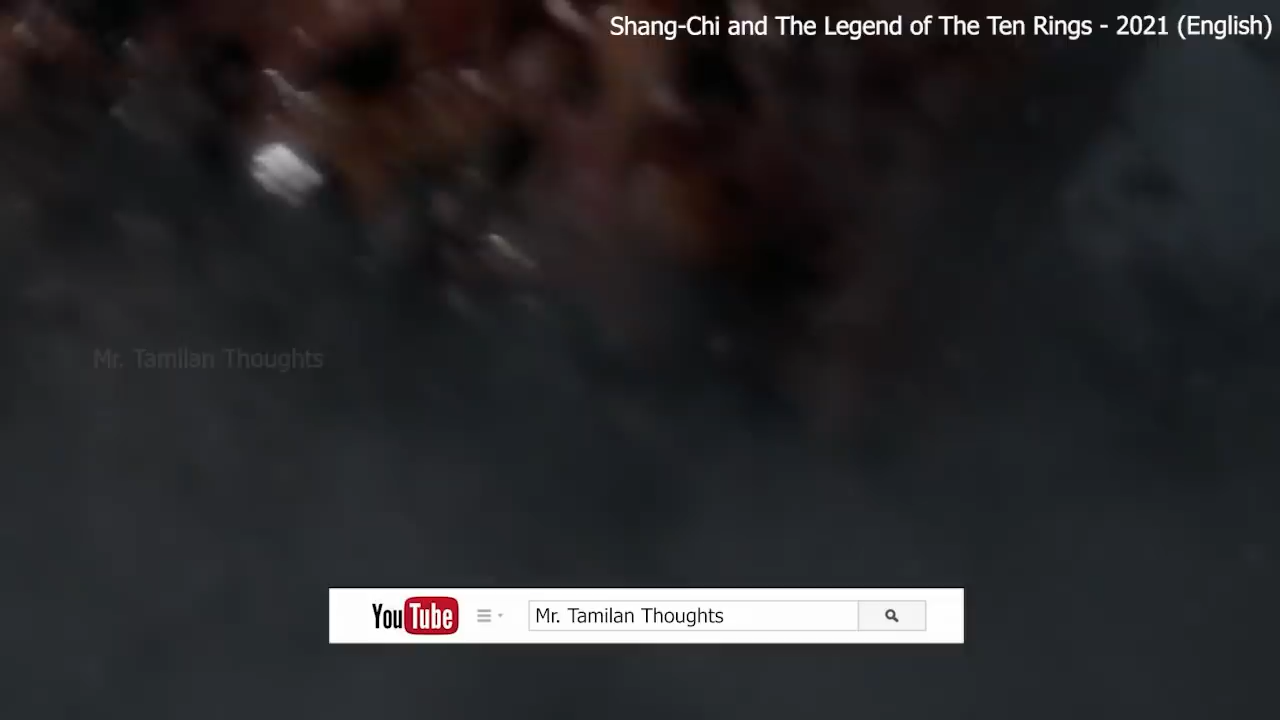 Shang-Chi and The Legend of The Ten Rings - 2021 (English)
Mr. Tamilan Thoughts
YouTube
Mr. Tamilan Thoughts